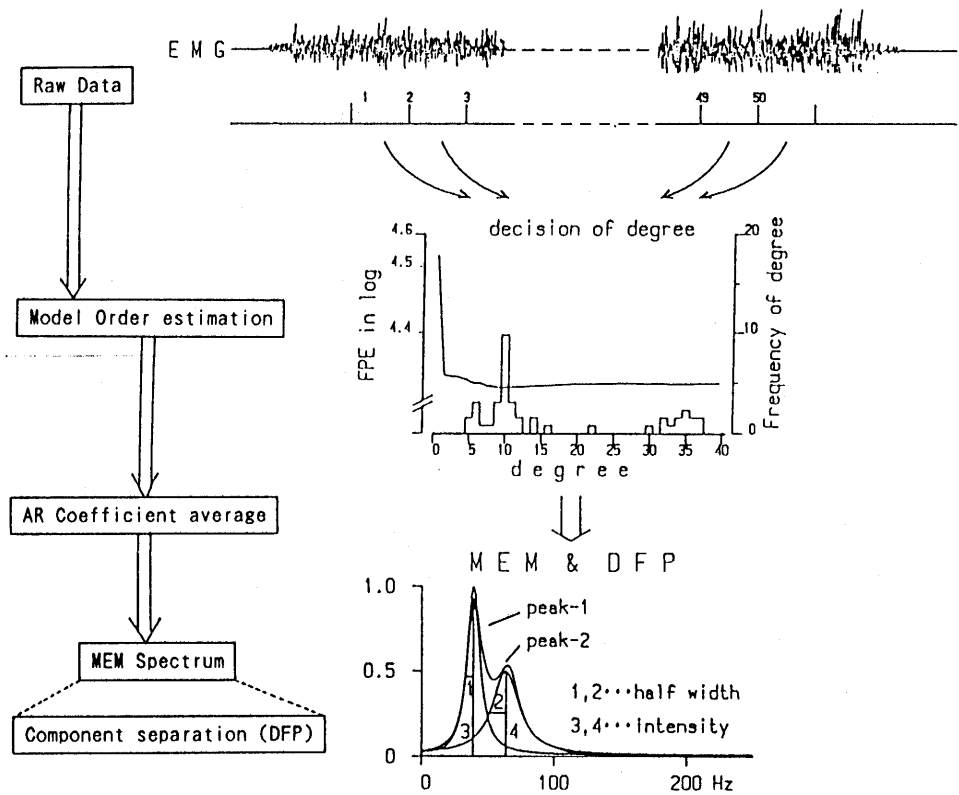 E M G
Raw Data
1 2 3 49 50
decision of degree
4.6
4.5
4.4
FPE in log
20
10
0
Frequency of degree
0 5 10 15 20 25 30 35 40
d e g r e e
Model Order estimation
AR Coefficient average
MEM Spectrum
Component separation (DFP)
M E M & D F P
1.0
0.5
0
peak-1
peak-2
1
2
3
4
1,2···half width
3,4···intensity
0 100 200 Hz